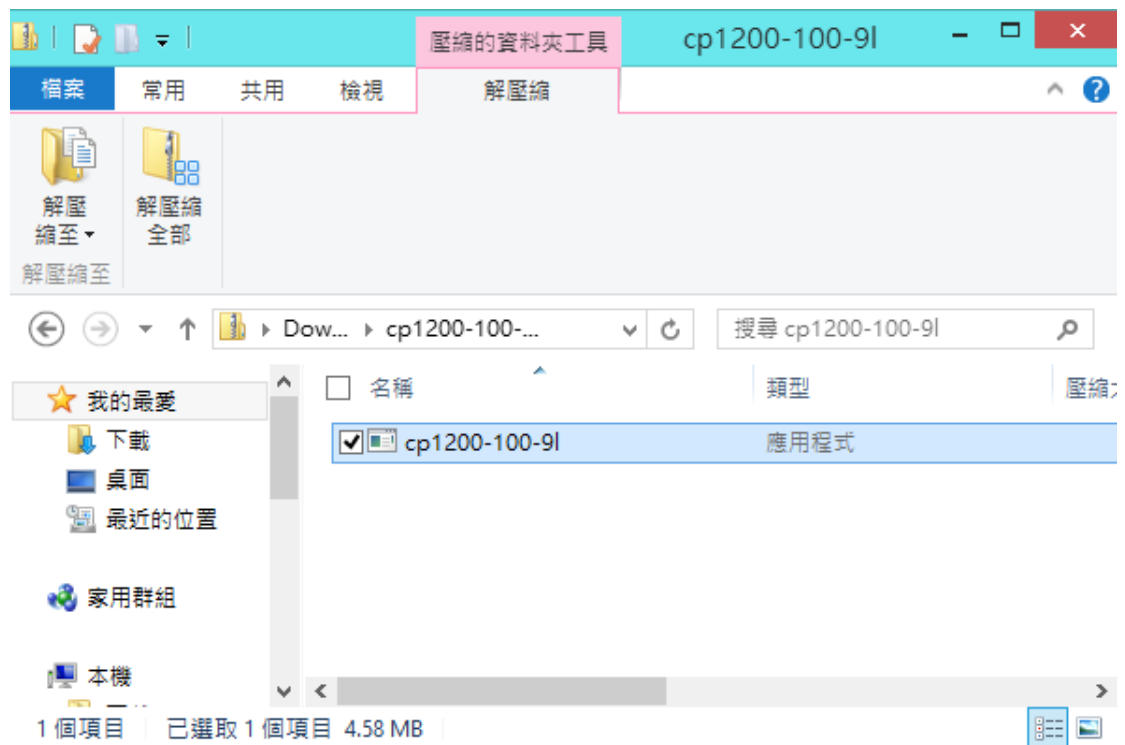 壓縮的資料夾工具 cp1200-100-9l
檔案 常用 共用 檢視 解壓縮
解壓縮至
解壓縮全部
解壓縮至
Dow... cp1200-100-... 搜尋 cp1200-100-9l
名稱 類型 壓縮
我的最愛
下載
cp1200-100-9l 應用程式
桌面
最近的位置
家用群組
本機
1 個項目 已選取 1 個項目 4.58 MB